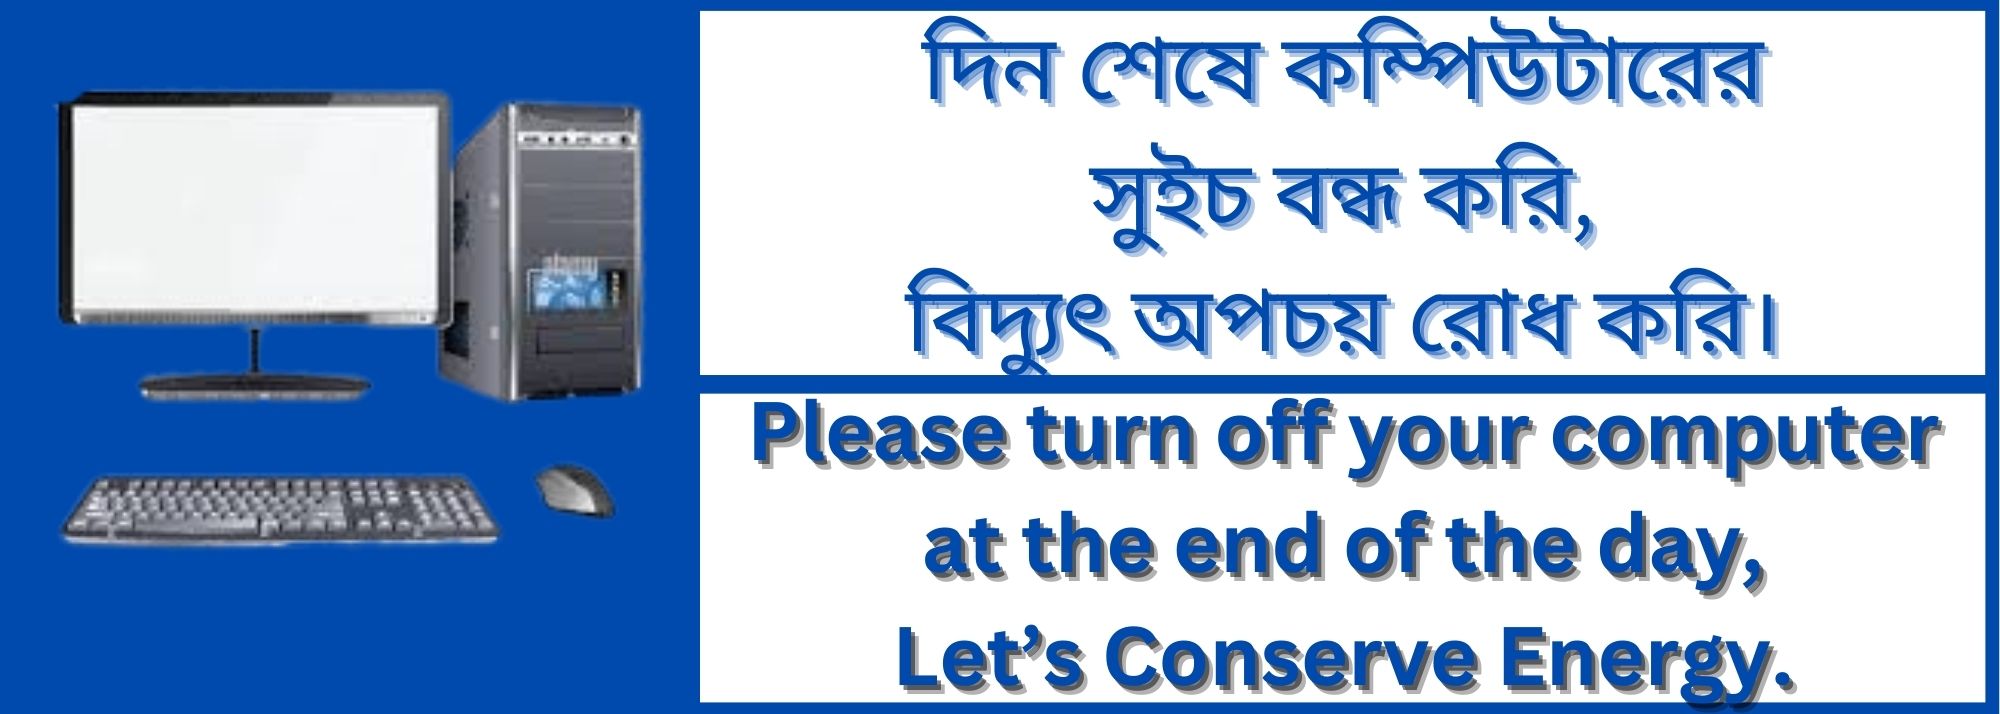 দিন শেষে কম্পিউটারের
সুইচ বন্ধ করি,
বিদ্যুৎ অপচয় রোধ করি।
Please turn off your computer
at the end of the day,
Let’s Conserve Energy.